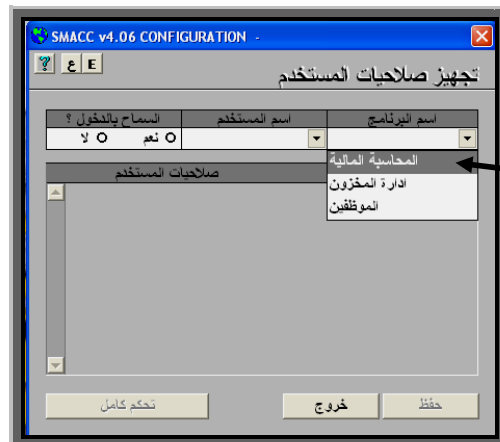 SMACC v4.06 CONFIGURATION -
? ع E
تجهيز صلاحيات المستخدم
اسم البرنامج اسم المستخدم السماح بالدخول ؟
نعم لا
المحاسبة المالية
ادارة المخزون
الموظفين
صلاحيات المستخدم
حفظ خروج تحكم كامل